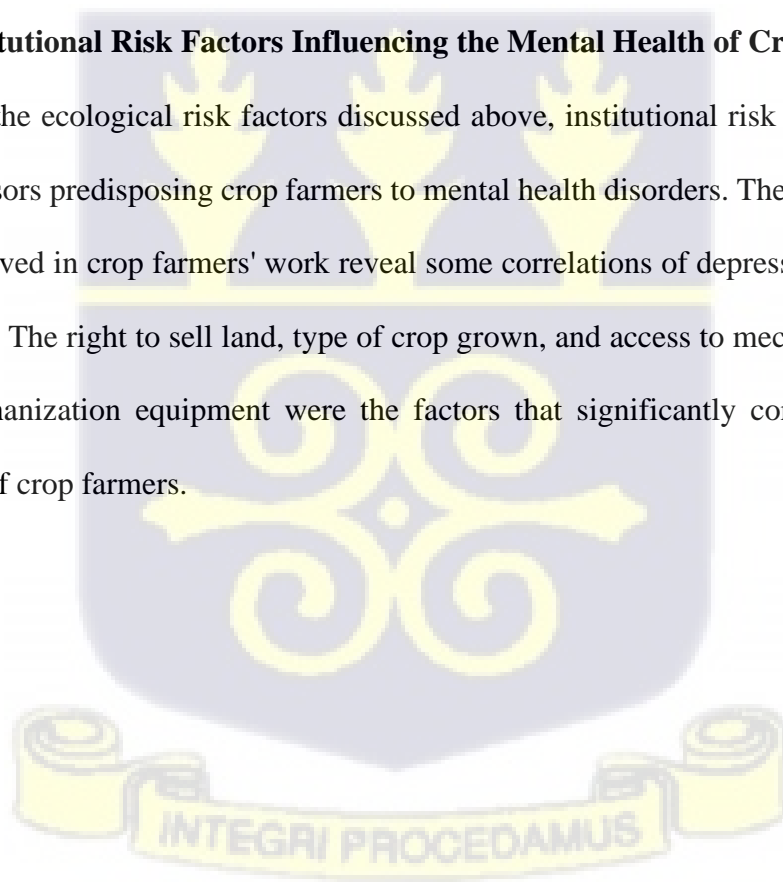 tutional Risk Factors Influencing the Mental Health of Cr
the ecological risk factors discussed above, institutional risk
sors predisposing crop farmers to mental health disorders. The
ved in crop farmers' work reveal some correlations of depress
. The right to sell land, type of crop grown, and access to mec
hanization equipment were the factors that significantly co
f crop farmers.
INTEGRI PROCEDAMUS